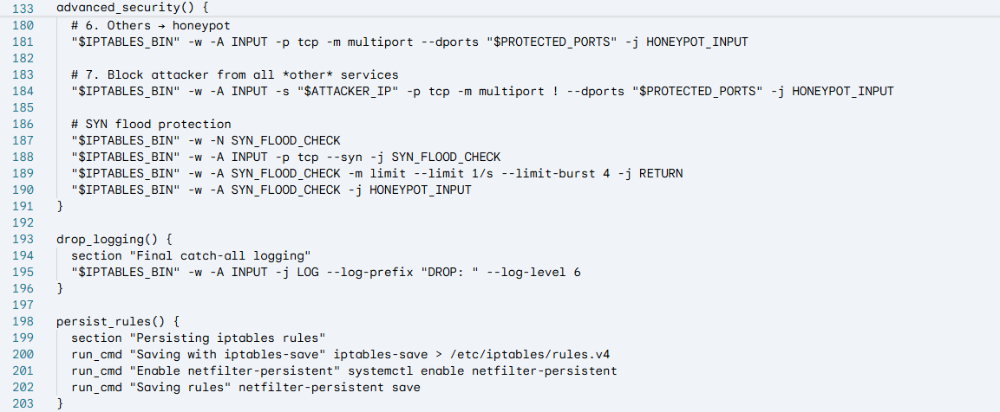 133 advanced_security() {
180   # 6. Others → honeypot
181   "$IPTABLES_BIN" -w -A INPUT -p tcp -m multiport --dports "$PROTECTED_PORTS" -j HONEYPOT_INPUT
182
183   # 7. Block attacker from all *other* services
184   "$IPTABLES_BIN" -w -A INPUT -s "$ATTACKER_IP" -p tcp -m multiport ! --dports "$PROTECTED_PORTS" -j HONEYPOT_INPUT
185
186   # SYN flood protection
187   "$IPTABLES_BIN" -w -N SYN_FLOOD_CHECK
188   "$IPTABLES_BIN" -w -A INPUT -p tcp --syn -j SYN_FLOOD_CHECK
189   "$IPTABLES_BIN" -w -A SYN_FLOOD_CHECK -m limit --limit 1/s --limit-burst 4 -j RETURN
190   "$IPTABLES_BIN" -w -A SYN_FLOOD_CHECK -j HONEYPOT_INPUT
191 }
192
193 drop_logging() {
194   section "Final catch-all logging"
195   "$IPTABLES_BIN" -w -A INPUT -j LOG --log-prefix "DROP: " --log-level 6
196 }
197
198 persist_rules() {
199   section "Persisting iptables rules"
200   run_cmd "Saving with iptables-save" iptables-save > /etc/iptables/rules.v4
201   run_cmd "Enable netfilter-persistent" systemctl enable netfilter-persistent
202   run_cmd "Saving rules" netfilter-persistent save
203 }